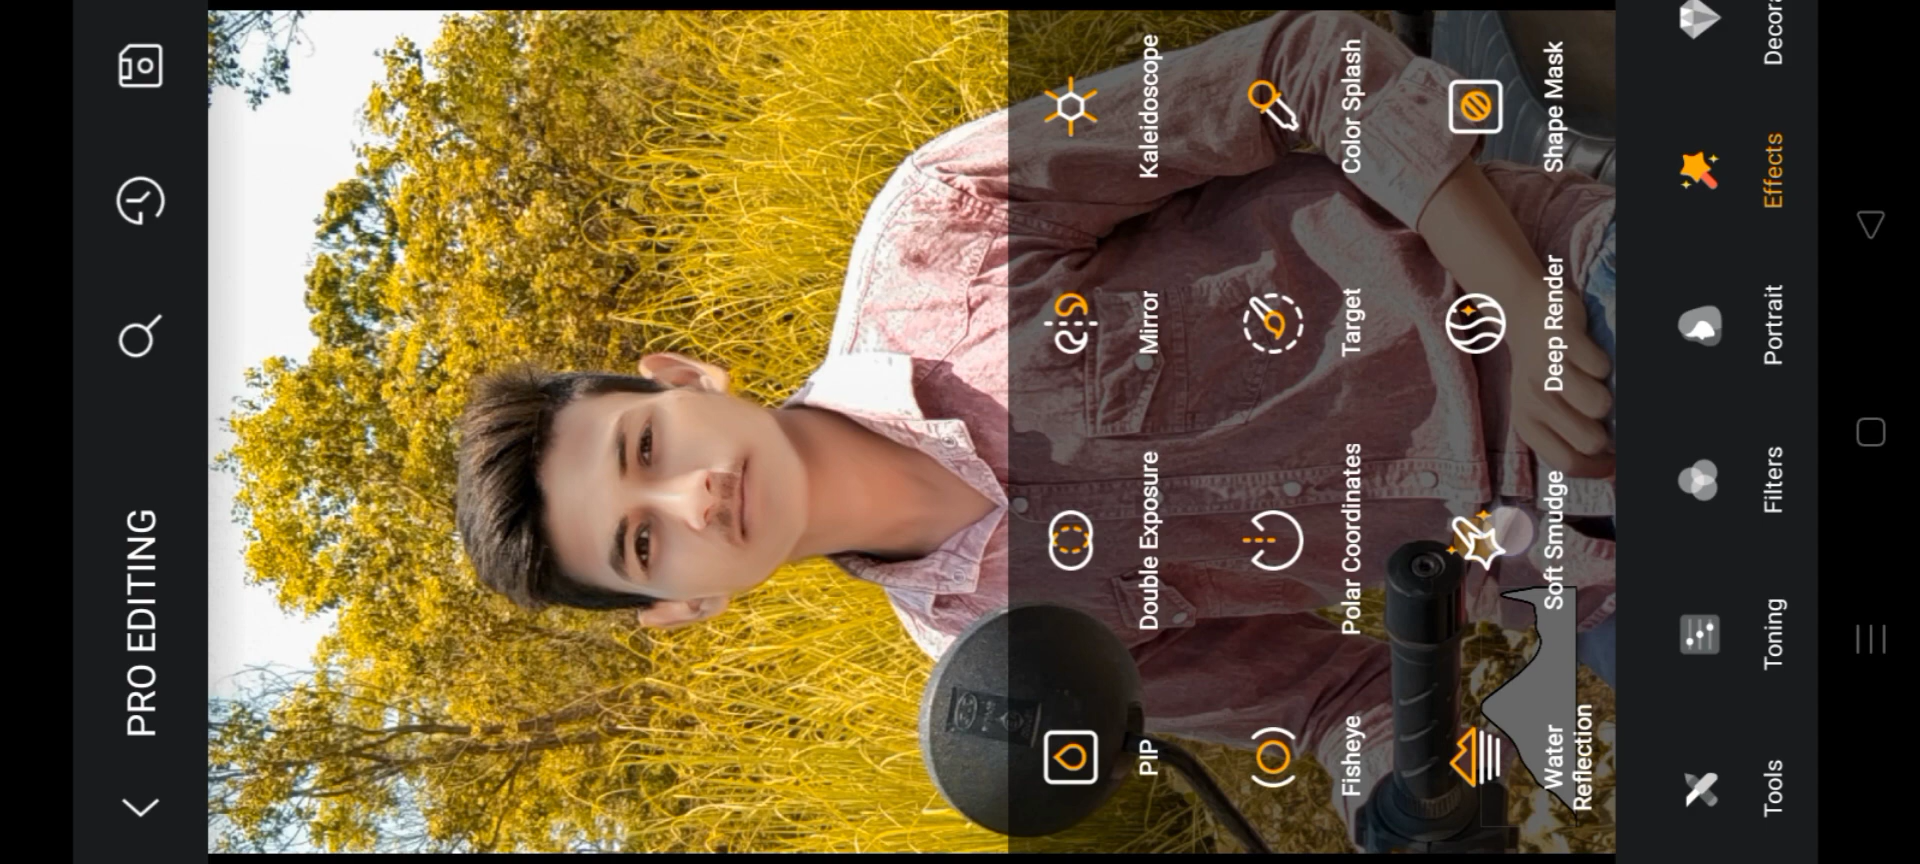 PRO EDITING
PIP
Double Exposure
Mirror
Kaleidoscope
Fisheye
Polar Coordinates
Target
Color Splash
Water
Reflection
Soft Smudge
Deep Render
Shape Mask
Tools
Toning
Filters
Portrait
Effects
Decora